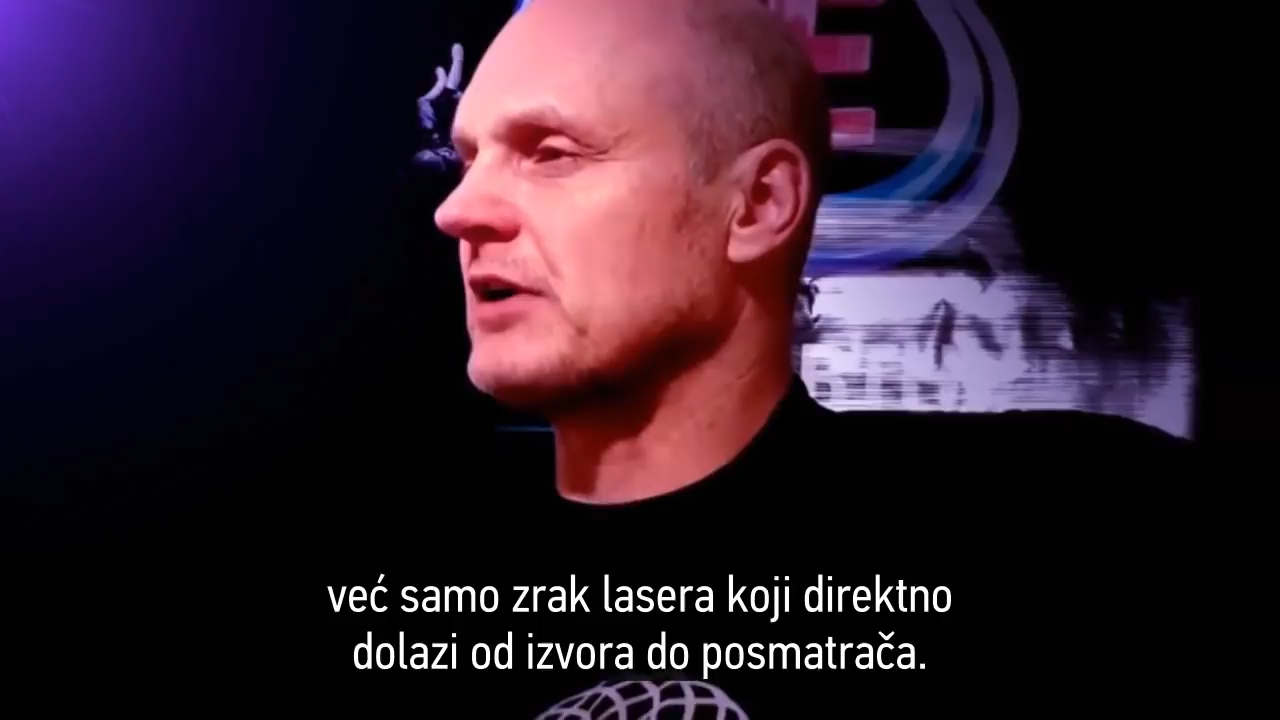 već samo zrak lasera koji direktno
dolazi od izvora do posmatrača.